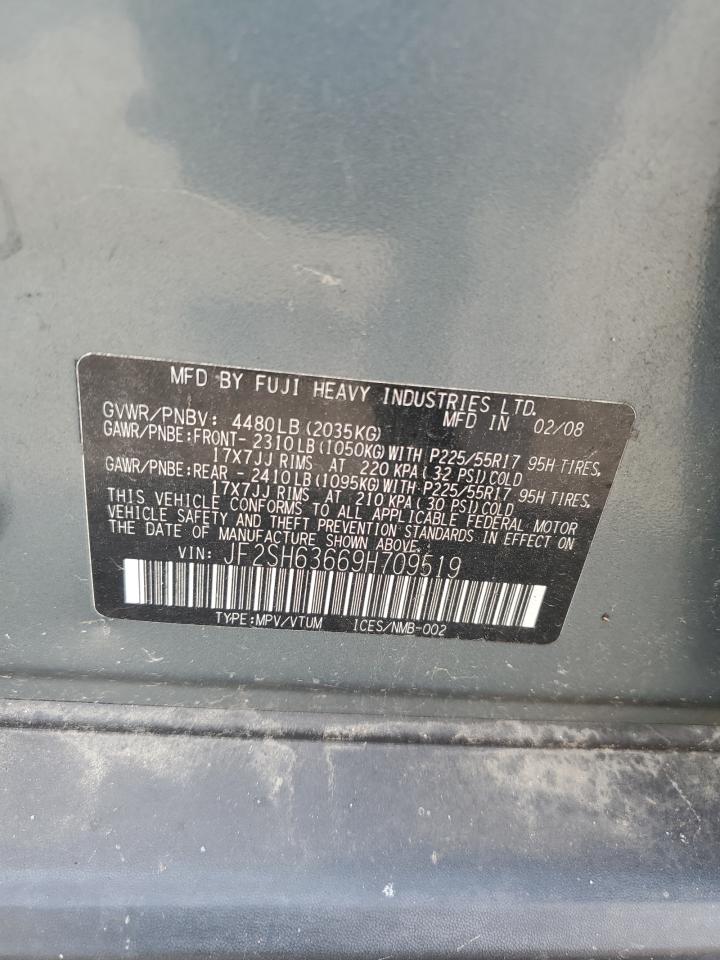 MFD BY FUJI HEAVY INDUSTRIES LTD.
GVWR/PNBV: 4480LB(2035KG) MFD IN 02/08
GAWR/PNBE:FRONT- 2310LB(1050KG)WITH P225/55R17 95H TIRES,
17X7JJ RIMS AT 220 KPA( 32 PSI)COLD
GAWR/PNBE:REAR - 2410LB(1095KG)WITH P225/55R17 95H TIRES,
17X7JJ RIMS AT 210 KPA( 30 PSI)COLD
THIS VEHICLE CONFORMS TO ALL APPLICABLE FEDERAL MOTOR
VEHICLE SAFETY AND THEFT PREVENTION STANDARDS IN EFFECT ON
THE DATE OF MANUFACTURE SHOWN ABOVE.
VIN: JF2SH63669H709519
TYPE:MPV/VTUM ICES/NMB-002